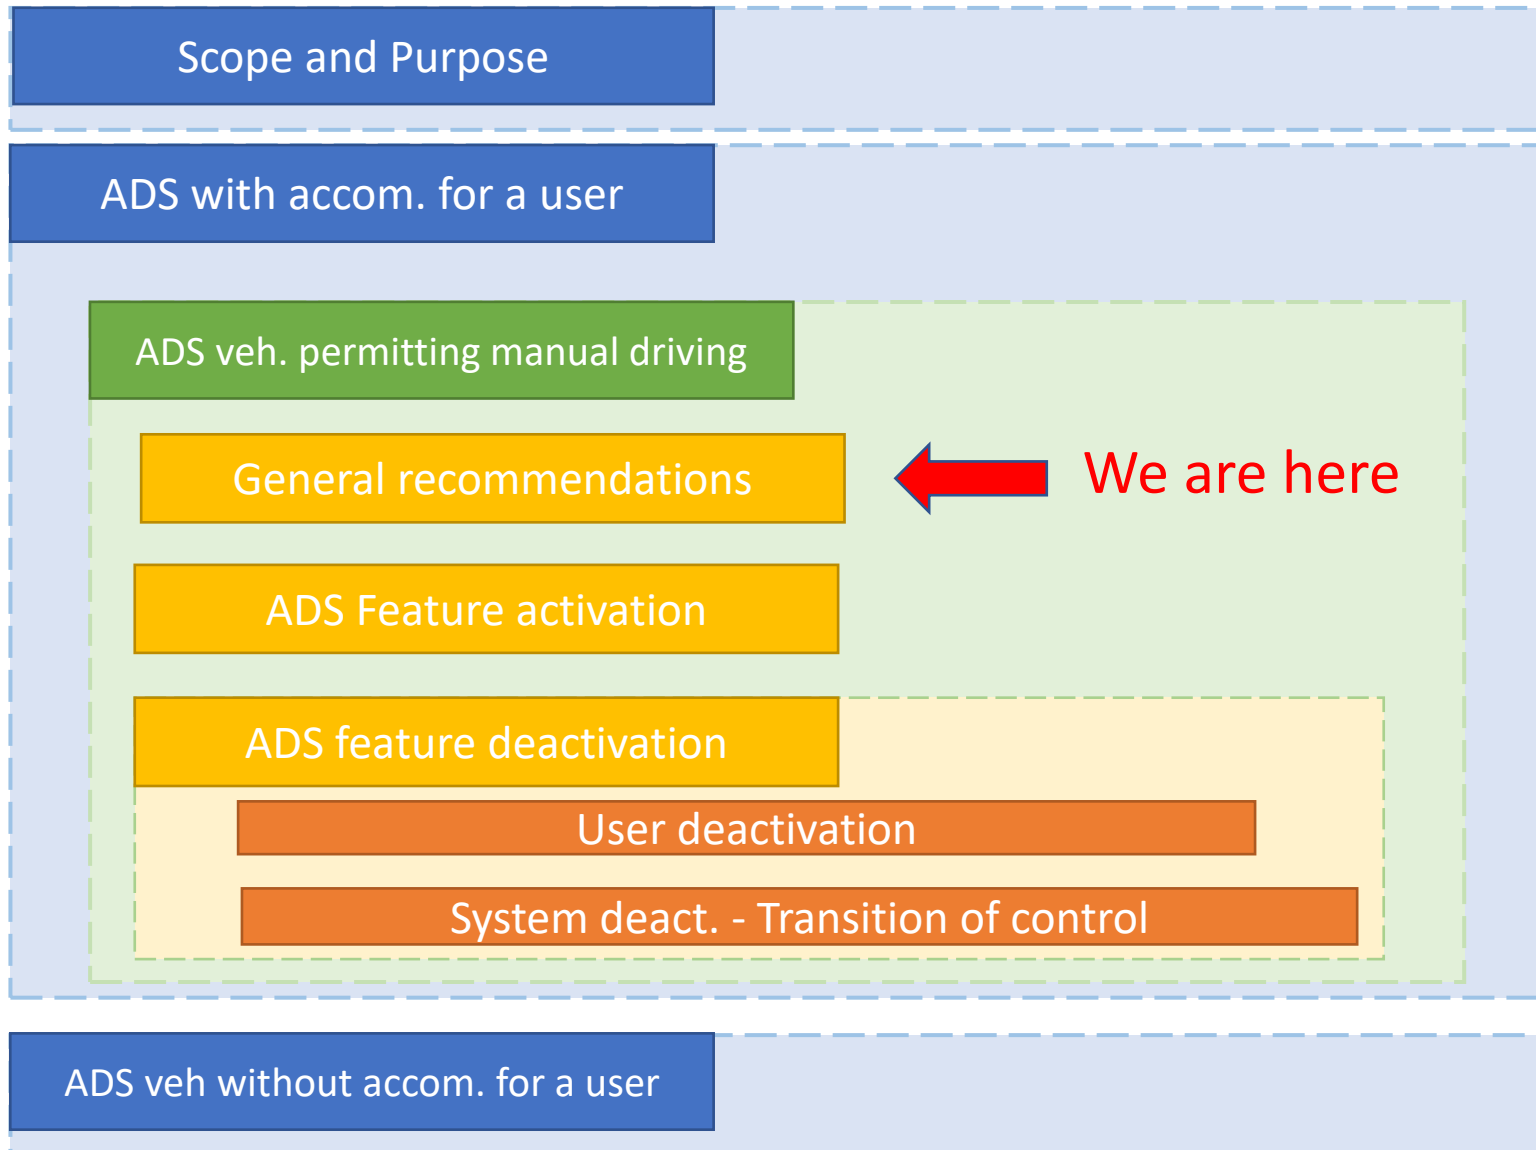 Scope and Purpose
ADS with accom. for a user
ADS veh. permitting manual driving
General recommendations
We are here
ADS Feature activation
ADS feature deactivation
User deactivation
System deact. - Transition of control
ADS veh without accom. for a user